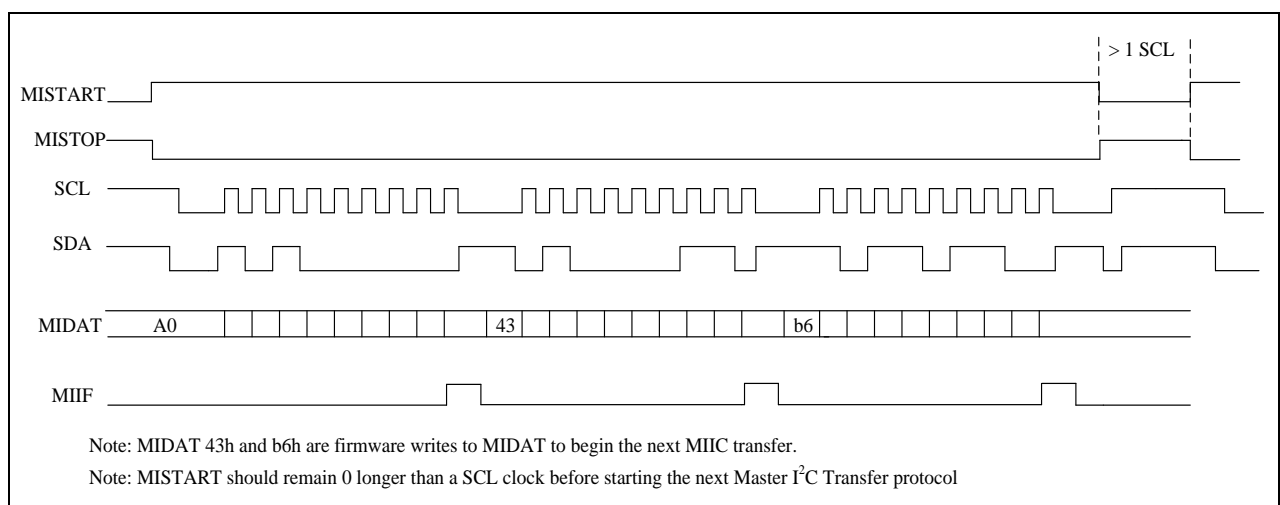 > 1 SCL
MISTART
MISTOP
SCL
SDA
MIDAT A0 43 b6
MIIF
Note: MIDAT 43h and b6h are firmware writes to MIDAT to begin the next MIIC transfer.
Note: MISTART should remain 0 longer than a SCL clock before starting the next Master I²C Transfer protocol